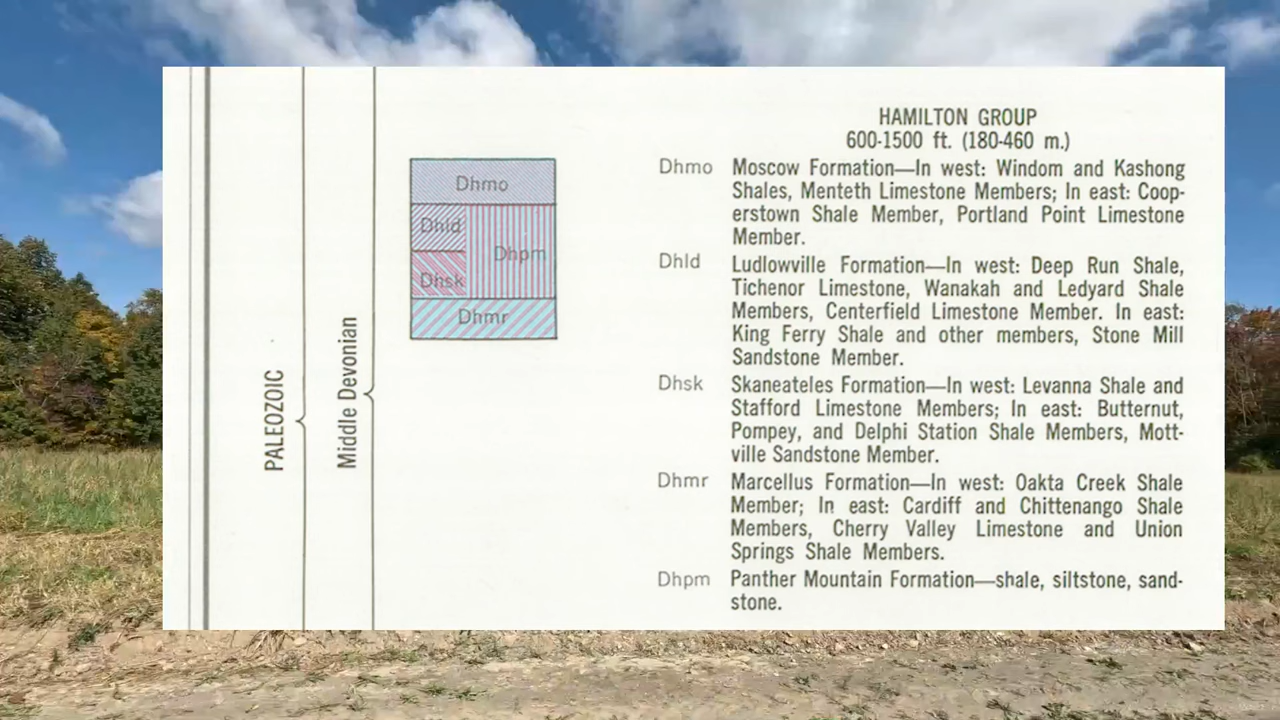 HAMILTON GROUP
600-1500 ft. (180-460 m.)
PALEOZOIC
Middle Devonian
Dhmo
Dhld
Dhpm
Dhsk
Dhmr
Dhmo Moscow Formation—In west: Windom and Kashong
Shales, Menteth Limestone Members; In east: Coop-
erstown Shale Member, Portland Point Limestone
Member.
Dhld Ludlowville Formation—In west: Deep Run Shale,
Tichenor Limestone, Wanakah and Ledyard Shale
Members, Centerfield Limestone Member. In east:
King Ferry Shale and other members, Stone Mill
Sandstone Member.
Dhsk Skaneateles Formation—In west: Levanna Shale and
Stafford Limestone Members; In east: Butternut,
Pompey, and Delphi Station Shale Members, Mott-
ville Sandstone Member.
Dhmr Marcellus Formation—In west: Oakta Creek Shale
Member; In east: Cardiff and Chittenango Shale
Members, Cherry Valley Limestone and Union
Springs Shale Members.
Dhpm Panther Mountain Formation—shale, siltstone, sand-
stone.